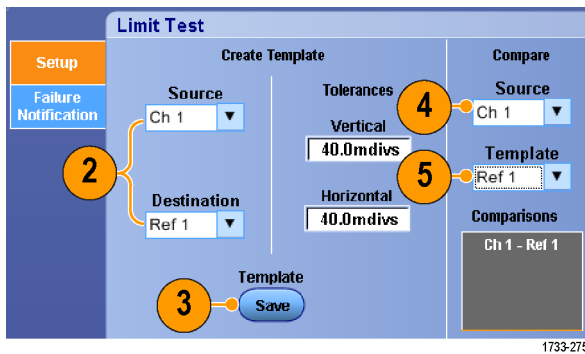 Limit Test
Setup
Failure
Notification
Create Template
Source
Ch 1
2
Destination
Ref 1
Tolerances
Vertical
40.0mdivs
Horizontal
40.0mdivs
Template
3
Save
Compare
Source
4
Ch 1
Template
5
Ref 1
Comparisons
Ch 1 - Ref 1
1733-275